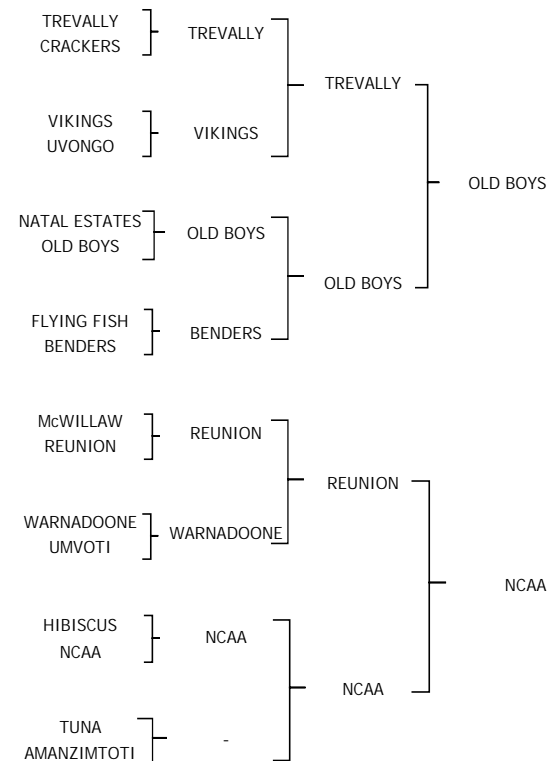 TREVALLY
CRACKERS
TREVALLY
TREVALLY
VIKINGS
UVONGO
VIKINGS
OLD BOYS
NATAL ESTATES
OLD BOYS
OLD BOYS
OLD BOYS
FLYING FISH
BENDERS
BENDERS
McWILLAW
REUNION
REUNION
REUNION
WARNADOONE
UMVOTI
WARNADOONE
NCAA
HIBISCUS
NCAA
NCAA
NCAA
TUNA
AMANZIMTOTI
-